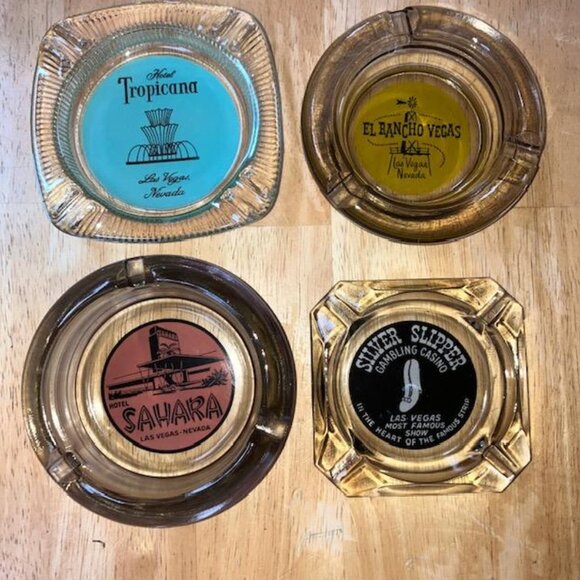 Hotel
Tropicana
Las Vegas,
Nevada
EL RANCHO VEGAS
Las Vegas
Nevada
SAHARA
HOTEL
SAHARA
LAS VEGAS - NEVADA
SILVER SLIPPER
GAMBLING CASINO
LAS VEGAS
MOST FAMOUS
SHOW
IN THE HEART OF THE FAMOUS STRIP